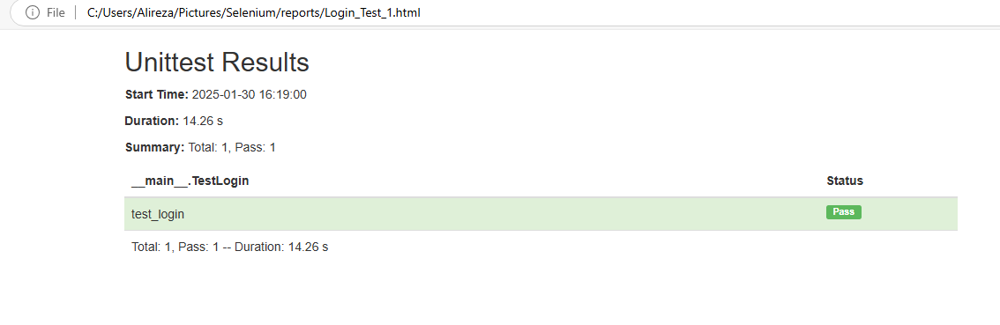 File C:/Users/Alireza/Pictures/Selenium/reports/Login_Test_1.html
Unittest Results
Start Time: 2025-01-30 16:19:00
Duration: 14.26 s
Summary: Total: 1, Pass: 1
__main__.TestLogin Status
test_login Pass
Total: 1, Pass: 1 -- Duration: 14.26 s